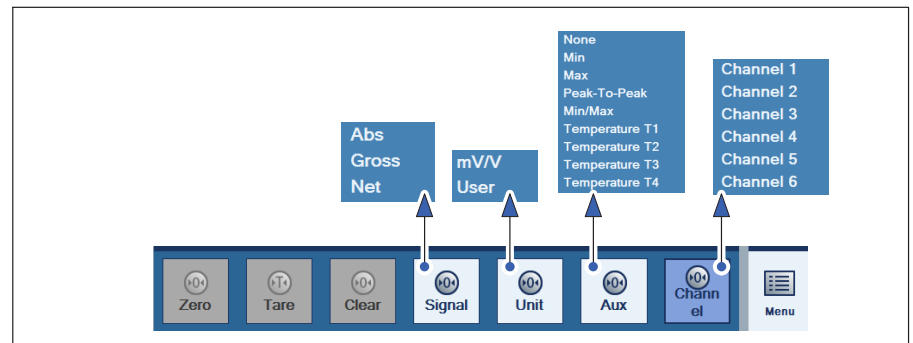 None
Min
Max
Peak-To-Peak
Min/Max
Temperature T1
Temperature T2
Temperature T3
Temperature T4
Channel 1
Channel 2
Channel 3
Channel 4
Channel 5
Channel 6
Abs
Gross
Net
mV/V
User
Zero
Tare
Clear
Signal
Unit
Aux
Chann
el
Menu